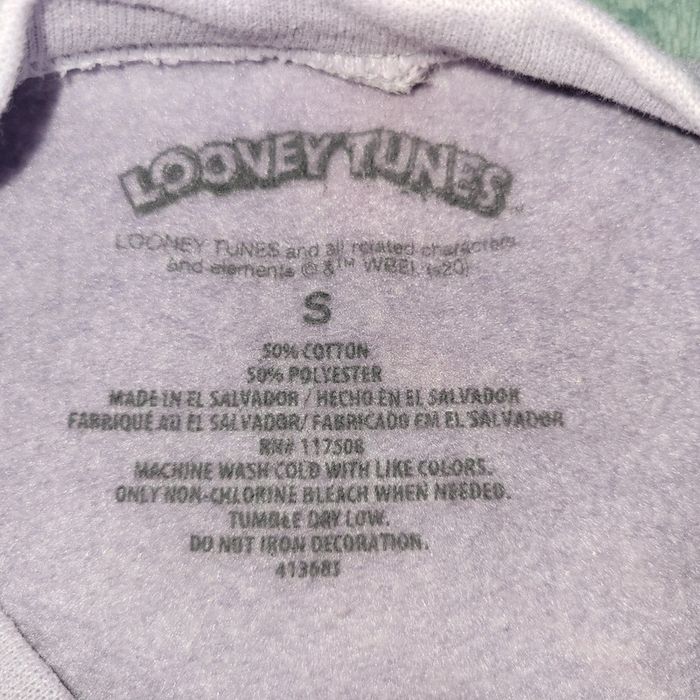 LOONEY TUNES
LOONEY TUNES and all related characters
and elements © & ™ WBEI. (s20)
S
50% COTTON
50% POLYESTER
MADE IN EL SALVADOR / HECHO EN EL SALVADOR
FABRIQUÉ AU EL SALVADOR/ FABRICADO EM EL SALVADOR
RN# 117508
MACHINE WASH COLD WITH LIKE COLORS.
ONLY NON-CHLORINE BLEACH WHEN NEEDED.
TUMBLE DRY LOW.
DO NOT IRON DECORATION.